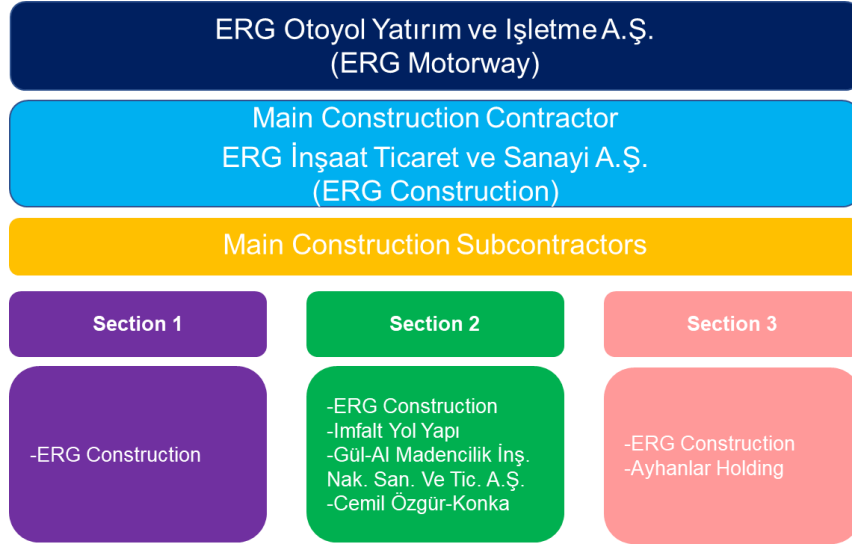 ERG Otoyol Yatırım ve Işletme A.Ş.
(ERG Motorway)
Main Construction Contractor
ERG İnşaat Ticaret ve Sanayi A.Ş.
(ERG Construction)
Main Construction Subcontractors
Section 1
Section 2
Section 3
-ERG Construction
-ERG Construction
-Imfalt Yol Yapı
-Gül-Al Madencilik İnş.
Nak. San. Ve Tic. A.Ş.
-Cemil Özgür-Konka
-ERG Construction
-Ayhanlar Holding